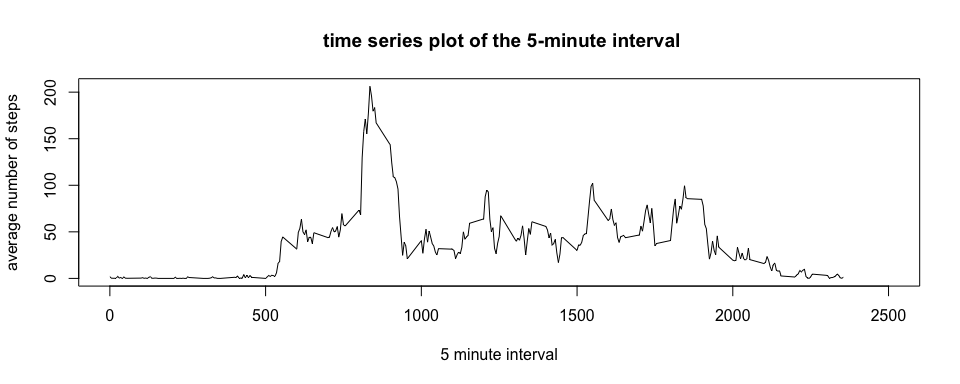 time series plot of the 5-minute interval
average number of steps
200
150
100
50
0
0 500 1000 1500 2000 2500
5 minute interval